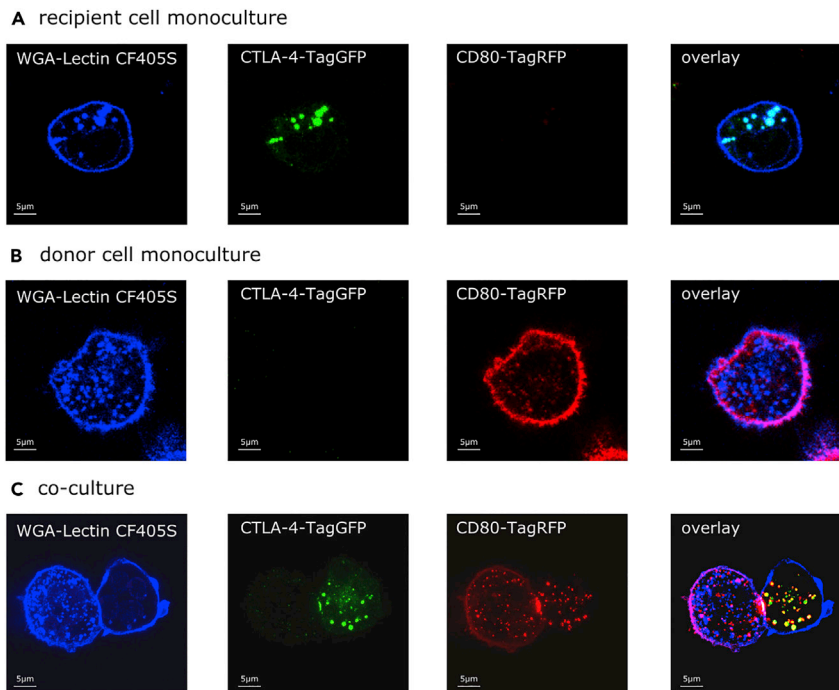 A recipient cell monoculture
WGA-Lectin CF405S CTLA-4-TagGFP CD80-TagRFP overlay
5µm 5µm 5µm 5µm
B donor cell monoculture
WGA-Lectin CF405S CTLA-4-TagGFP CD80-TagRFP overlay
5µm 5µm 5µm 5µm
C co-culture
WGA-Lectin CF405S CTLA-4-TagGFP CD80-TagRFP overlay
5µm 5µm 5µm 5µm